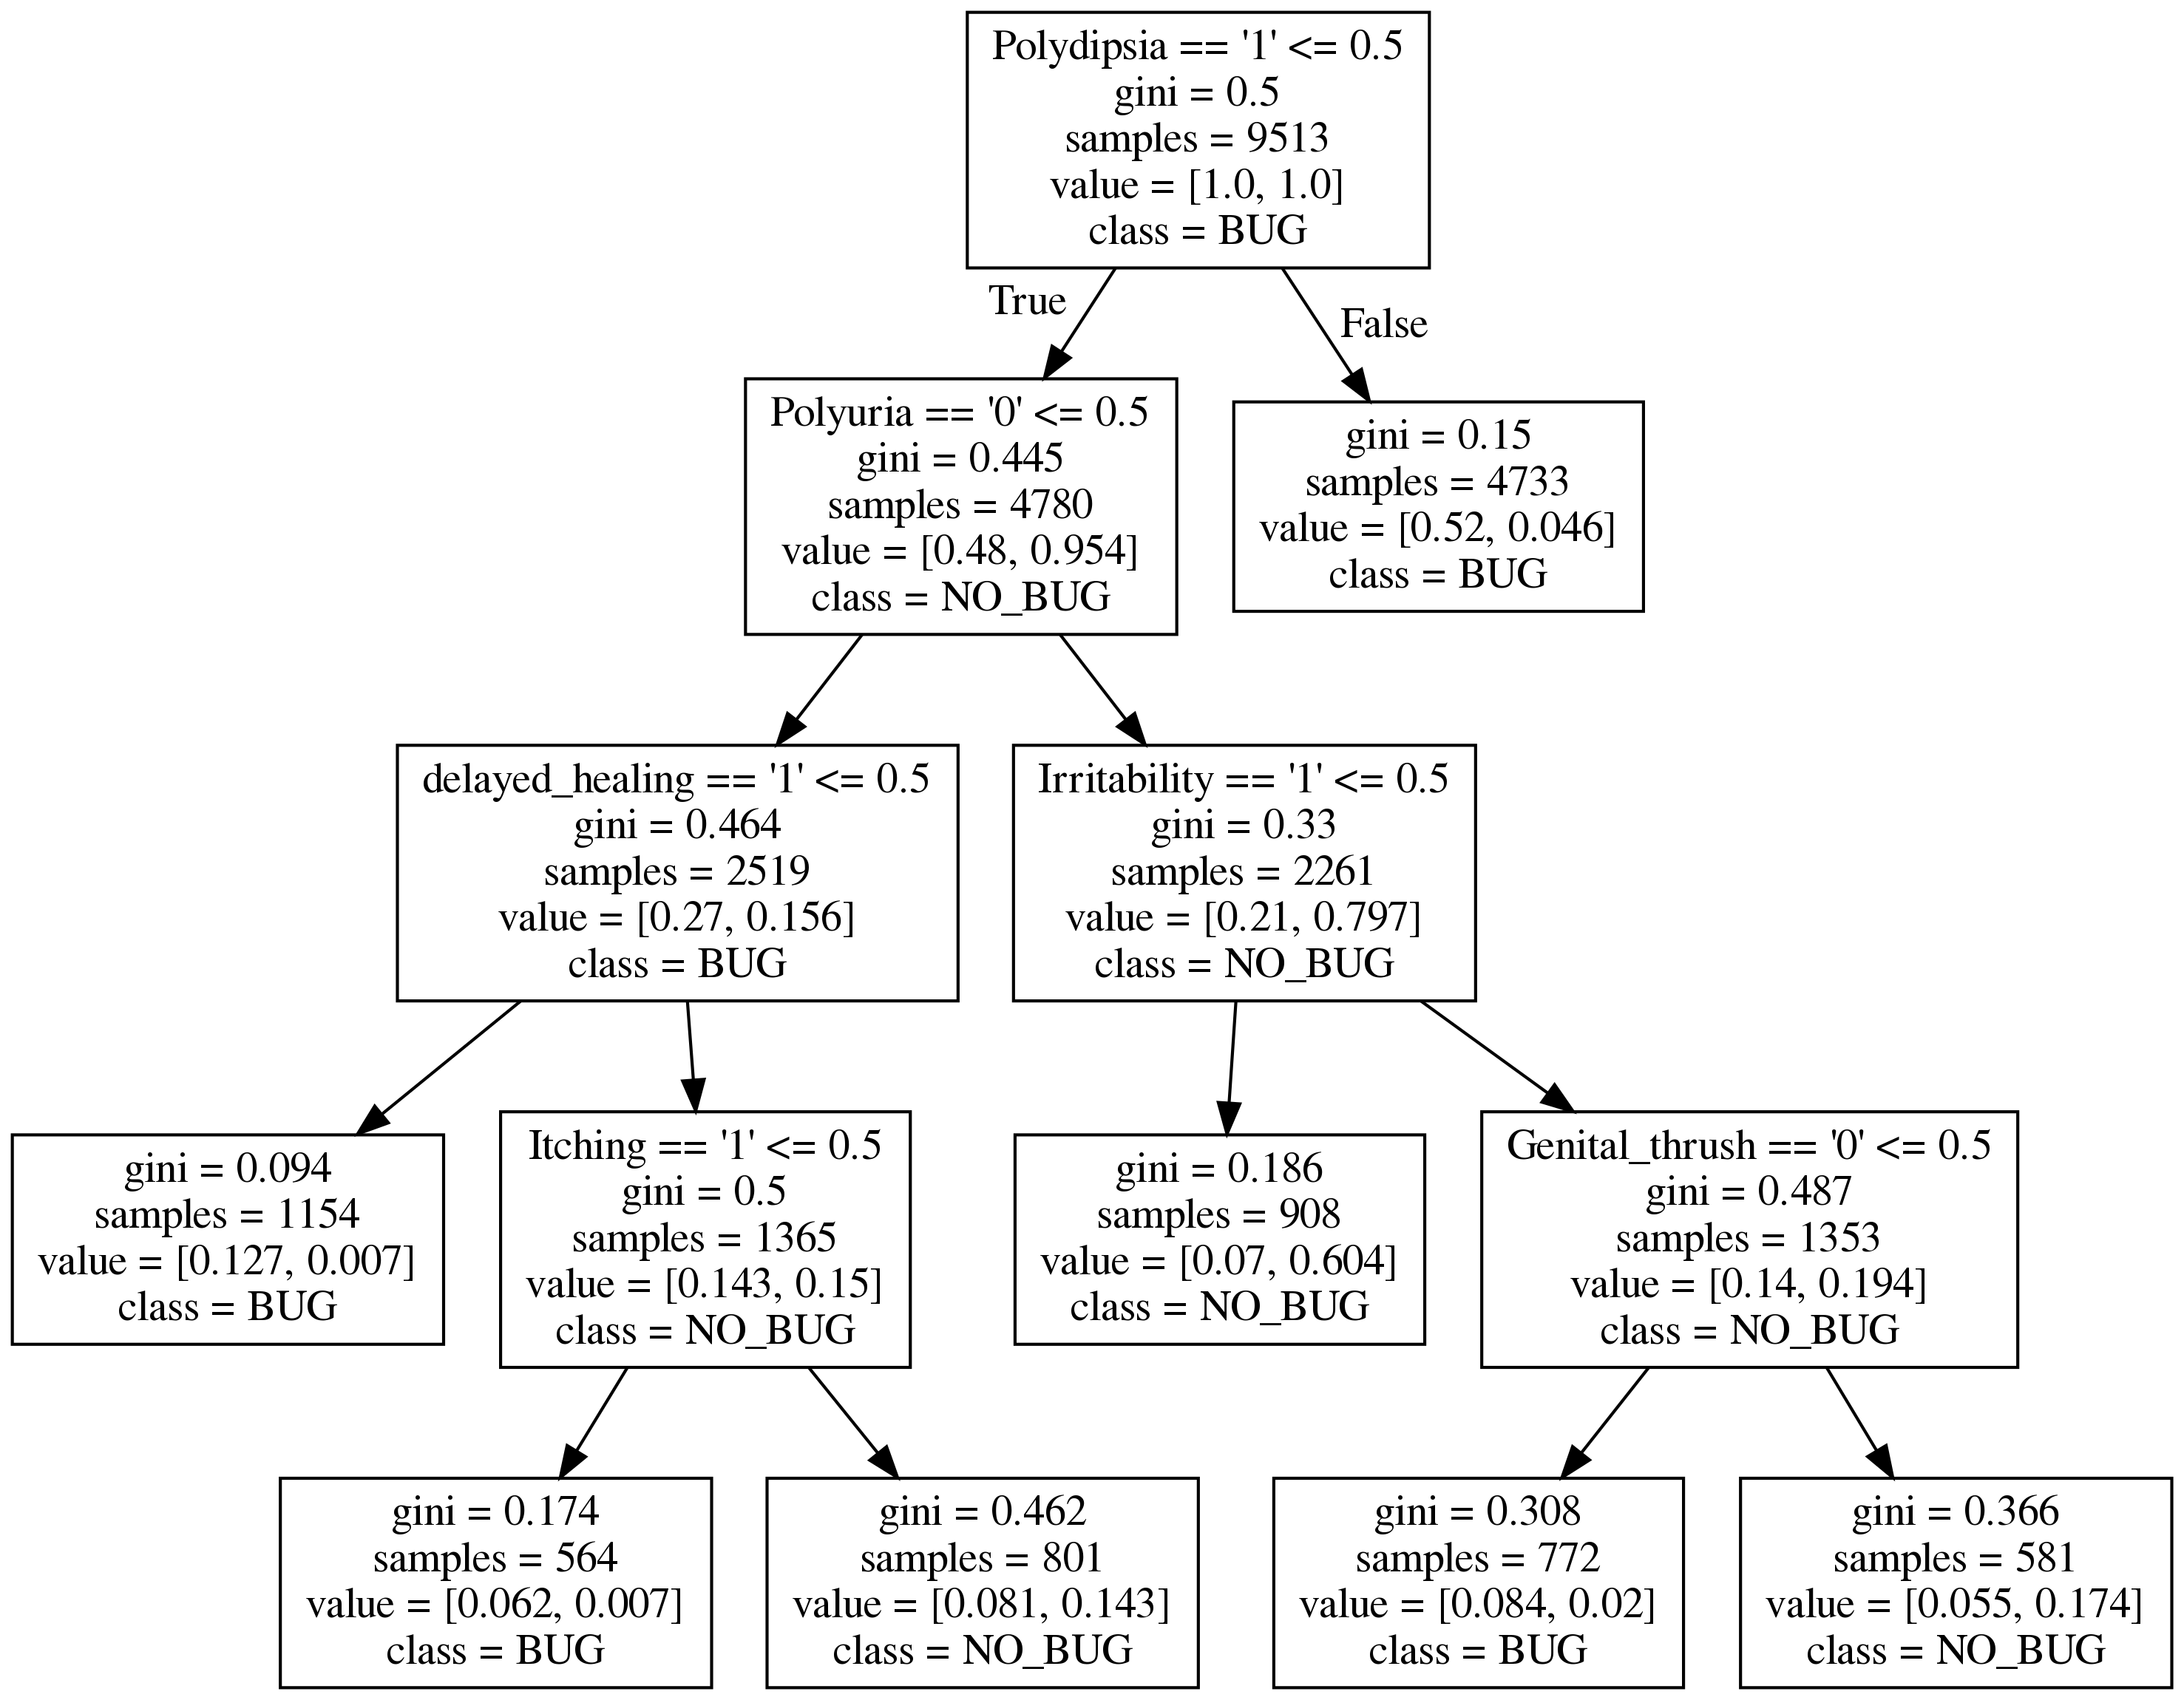 Polydipsia == '1' <= 0.5
gini = 0.5
samples = 9513
value = [1.0, 1.0]
class = BUG
True
False
Polyuria == '0' <= 0.5
gini = 0.445
samples = 4780
value = [0.48, 0.954]
class = NO_BUG
gini = 0.15
samples = 4733
value = [0.52, 0.046]
class = BUG
delayed_healing == '1' <= 0.5
gini = 0.464
samples = 2519
value = [0.27, 0.156]
class = BUG
Irritability == '1' <= 0.5
gini = 0.33
samples = 2261
value = [0.21, 0.797]
class = NO_BUG
gini = 0.094
samples = 1154
value = [0.127, 0.007]
class = BUG
Itching == '1' <= 0.5
gini = 0.5
samples = 1365
value = [0.143, 0.15]
class = NO_BUG
gini = 0.186
samples = 908
value = [0.07, 0.604]
class = NO_BUG
Genital_thrush == '0' <= 0.5
gini = 0.487
samples = 1353
value = [0.14, 0.194]
class = NO_BUG
gini = 0.174
samples = 564
value = [0.062, 0.007]
class = BUG
gini = 0.462
samples = 801
value = [0.081, 0.143]
class = NO_BUG
gini = 0.308
samples = 772
value = [0.084, 0.02]
class = BUG
gini = 0.366
samples = 581
value = [0.055, 0.174]
class = NO_BUG